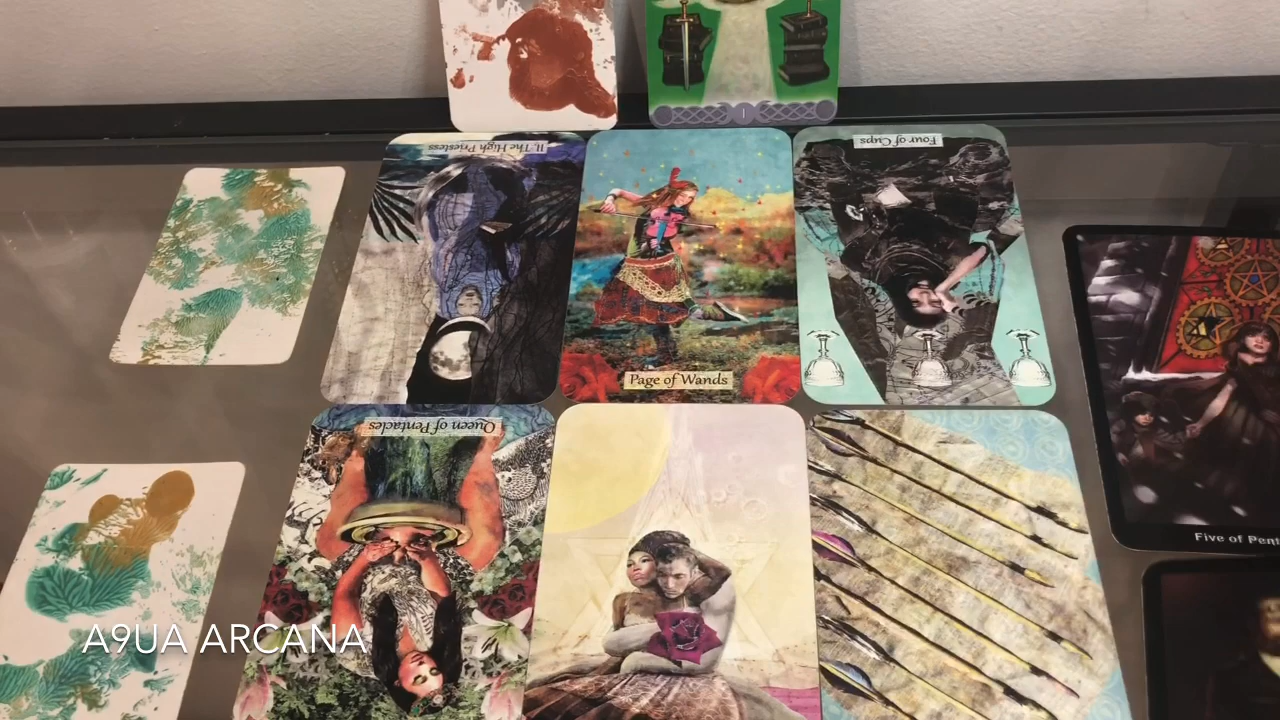 I
II. The High Priestess
Four of Cups
Page of Wands
Queen of Pentacles
Five of Pent
A9UA ARCANA